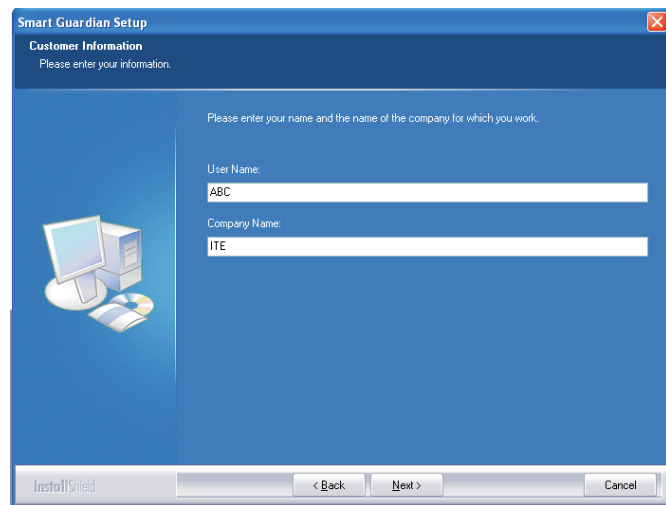 Smart Guardian Setup
Customer Information
Please enter your information.
Please enter your name and the name of the company for which you work.
User Name:
ABC
Company Name:
ITE
InstallShield
< Back
Next >
Cancel